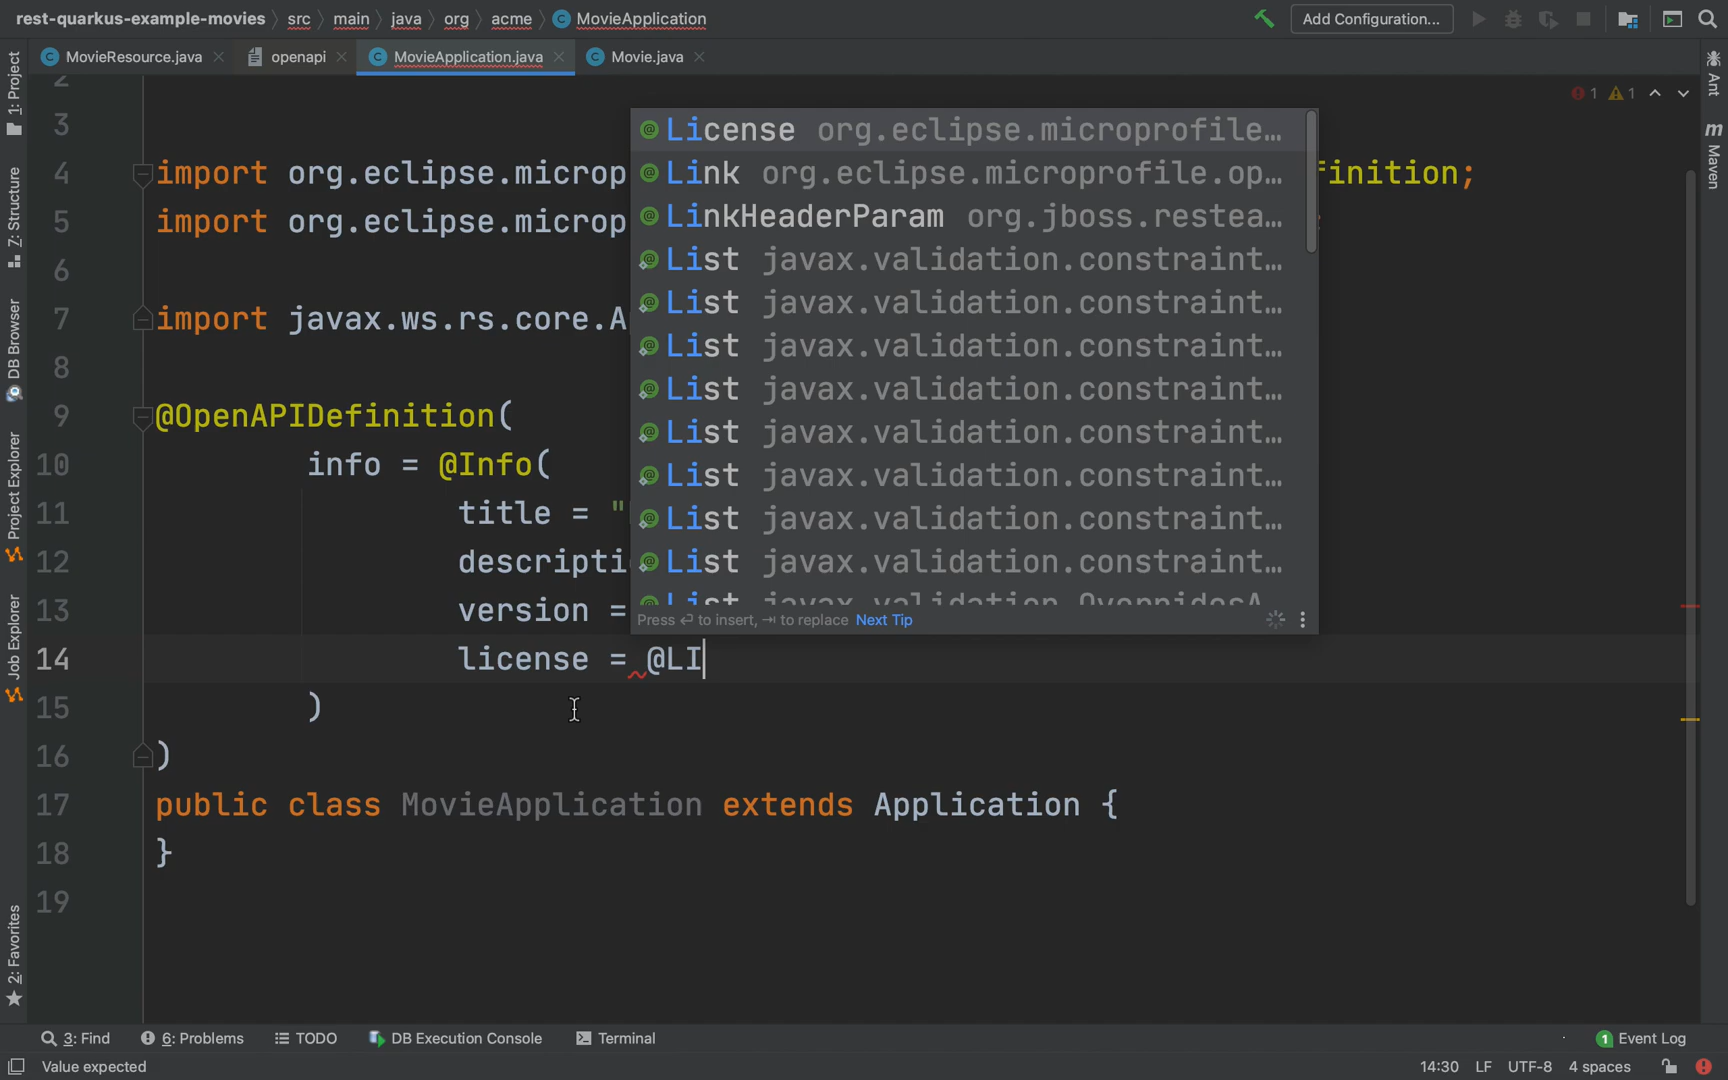 rest-quarkus-example-movies src main java org acme MovieApplication Add Configuration...
MovieResource.java openapi MovieApplication.java Movie.java
1: Project
Z: Structure
DB Browser
Project Explorer
Job Explorer
2: Favorites
Ant
m Maven
1 1
2
3
4 import org.eclipse.microp finition;
5 import org.eclipse.microp
6
7 import javax.ws.rs.core.A
8
9 @OpenAPIDefinition(
10 info = @Info(
11 title = "
12 descriptio
13 version =
14 license = @LI
15 )
16 )
17 public class MovieApplication extends Application {
18 }
19
License org.eclipse.microprofile…
Link org.eclipse.microprofile.op…
LinkHeaderParam org.jboss.restea…
List javax.validation.constraint…
List javax.validation.constraint…
List javax.validation.constraint…
List javax.validation.constraint…
List javax.validation.constraint…
List javax.validation.constraint…
List javax.validation.constraint…
List javax.validation.constraint…
List javax.validation.OverridesA
Press ↵ to insert, ⇥ to replace Next Tip
3: Find 6: Problems TODO DB Execution Console Terminal 1 Event Log
Value expected 14:30 LF UTF-8 4 spaces